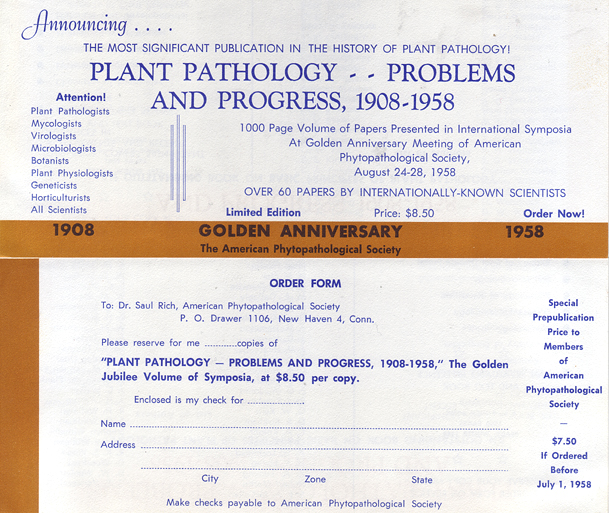 Announcing . . . .
THE MOST SIGNIFICANT PUBLICATION IN THE HISTORY OF PLANT PATHOLOGY!
PLANT PATHOLOGY - - PROBLEMS
AND PROGRESS, 1908-1958
Attention!
Plant Pathologists
Mycologists
Virologists
Microbiologists
Botanists
Plant Physiologists
Geneticists
Horticulturists
All Scientists
1000 Page Volume of Papers Presented in International Symposia
At Golden Anniversary Meeting of American
Phytopathological Society,
August 24-28, 1958
OVER 60 PAPERS BY INTERNATIONALLY-KNOWN SCIENTISTS
Limited Edition Price: $8.50 Order Now!
1908 GOLDEN ANNIVERSARY 1958
The American Phytopathological Society
ORDER FORM
To: Dr. Saul Rich, American Phytopathological Society
P. O. Drawer 1106, New Haven 4, Conn.
Please reserve for me ............copies of
"PLANT PATHOLOGY — PROBLEMS AND PROGRESS, 1908-1958," The Golden
Jubilee Volume of Symposia, at $8.50 per copy.
Enclosed is my check for ....................
Name
Address
City Zone State
Make checks payable to American Phytopathological Society
Special
Prepublication
Price to
Members
of
American
Phytopathological
Society
—
$7.50
If Ordered
Before
July 1, 1958